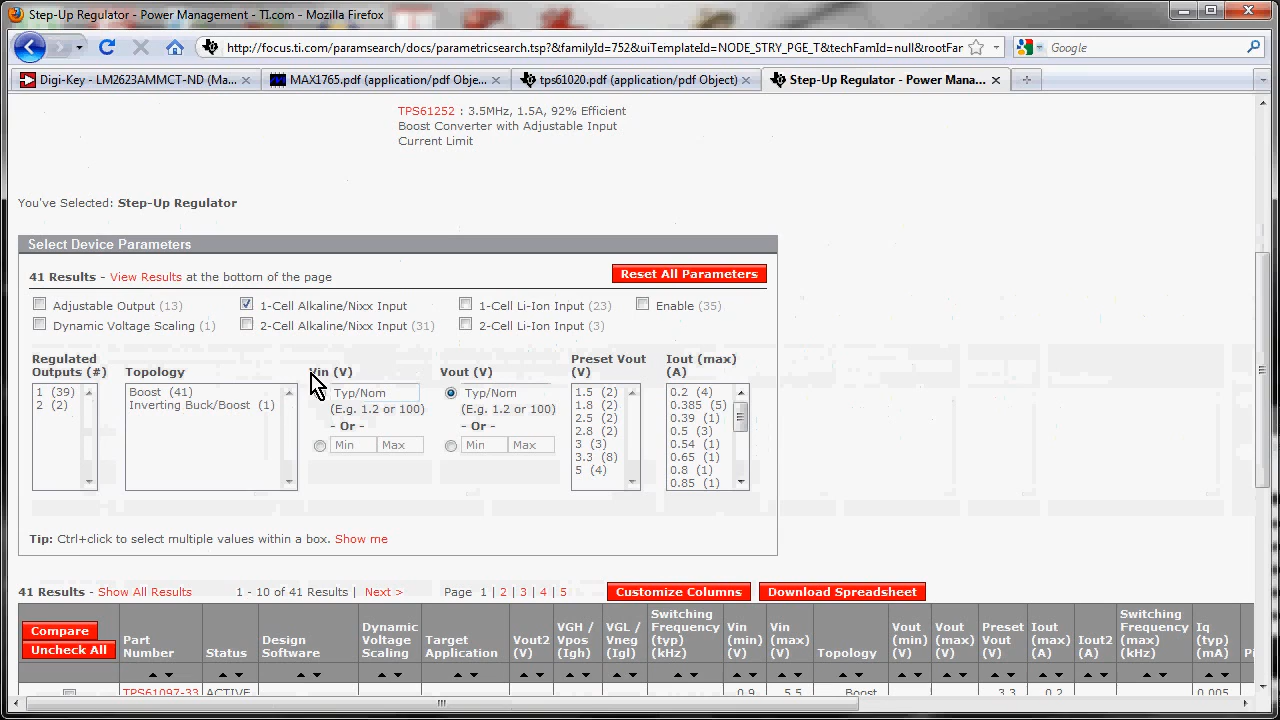 Step-Up Regulator - Power Management - TI.com - Mozilla Firefox
http://focus.ti.com/paramsearch/docs/parametricsearch.tsp?&familyId=752&uiTemplateId=NODE_STRY_PGE_T&techFamId=null&rootFar
Google
Digi-Key - LM2623AMMCT-ND (Ma...
MAX1765.pdf (application/pdf Obje...
tps61020.pdf (application/pdf Object)
Step-Up Regulator - Power Mana...
TPS61252 : 3.5MHz, 1.5A, 92% Efficient
Boost Converter with Adjustable Input
Current Limit
You've Selected: Step-Up Regulator
Select Device Parameters
41 Results - View Results at the bottom of the page
Reset All Parameters
Adjustable Output (13) 1-Cell Alkaline/Nixx Input 1-Cell Li-Ion Input (23) Enable (35)
Dynamic Voltage Scaling (1) 2-Cell Alkaline/Nixx Input (31) 2-Cell Li-Ion Input (3)
Regulated
Outputs (#)
1 (39)
2 (2)
Topology
Boost (41)
Inverting Buck/Boost (1)
Vin (V)
Typ/Nom
(E.g. 1.2 or 100)
- Or -
Min Max
Vout (V)
Typ/Nom
(E.g. 1.2 or 100)
- Or -
Min Max
Preset Vout
(V)
1.5 (2)
1.8 (2)
2.5 (2)
2.8 (2)
3 (3)
3.3 (8)
5 (4)
Iout (max)
(A)
0.2 (4)
0.385 (5)
0.39 (1)
0.5 (3)
0.54 (1)
0.65 (1)
0.8 (1)
0.85 (1)
Tip: Ctrl+click to select multiple values within a box. Show me
41 Results - Show All Results 1 - 10 of 41 Results | Next > Page 1 | 2 | 3 | 4 | 5
Customize Columns
Download Spreadsheet
Compare
Uncheck All
Part
Number
Status
Design
Software
Dynamic
Voltage
Scaling
Target
Application
Vout2
(V)
VGH /
Vpos
(Igh)
VGL /
Vneg
(Igl)
Switching
Frequency
(typ)
(kHz)
Vin
(min)
(V)
Vin
(max)
(V)
Topology
Vout
(min)
(V)
Vout
(max)
(V)
Preset
Vout
(V)
Iout
(max)
(A)
Iout2
(A)
Switching
Frequency
(max)
(kHz)
Iq
(typ)
(mA)
TPS61097-33 ACTIVE 0.9 5.5 Boost 3.3 0.2 0.005